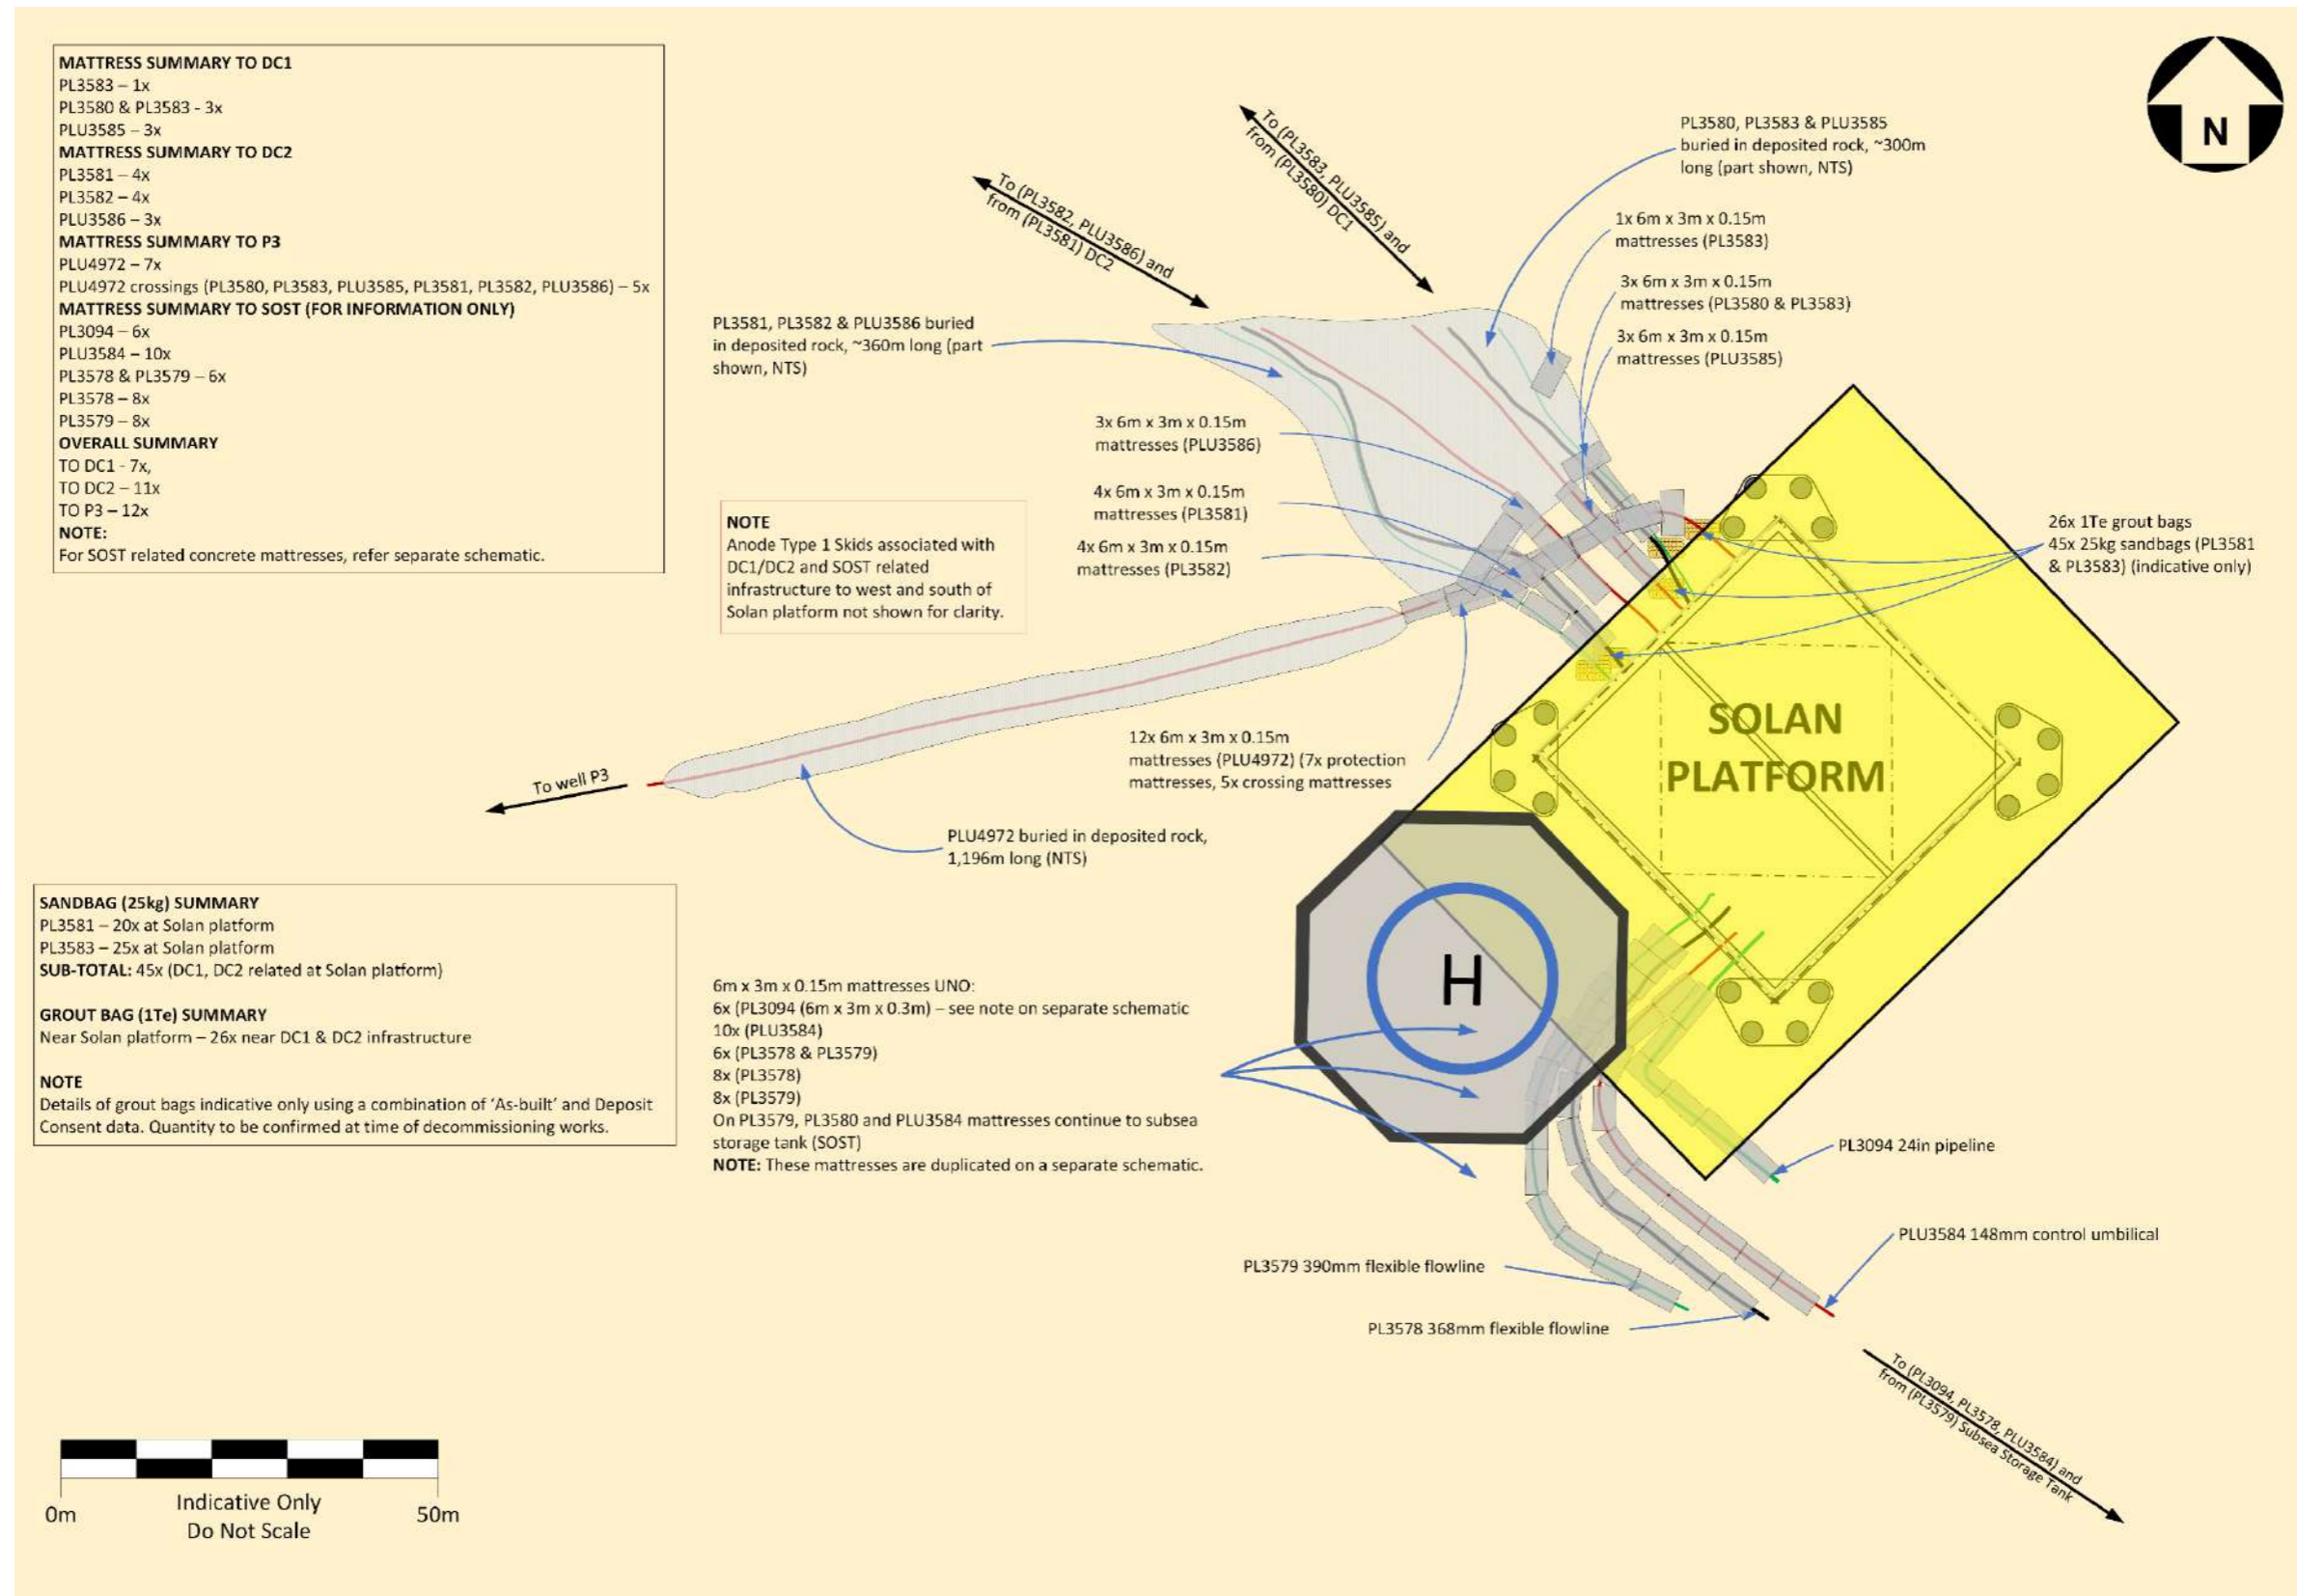 MATTRESS SUMMARY TO DC1
PL3583 – 1x
PL3580 & PL3583 - 3x
PLU3585 – 3x
MATTRESS SUMMARY TO DC2
PL3581 – 4x
PL3582 – 4x
PLU3586 – 3x
MATTRESS SUMMARY TO P3
PLU4972 – 7x
PLU4972 crossings (PL3580, PL3583, PLU3585, PL3581, PL3582, PLU3586) – 5x
MATTRESS SUMMARY TO SOST (FOR INFORMATION ONLY)
PL3094 – 6x
PLU3584 – 10x
PL3578 & PL3579 – 6x
PL3578 – 8x
PL3579 – 8x
OVERALL SUMMARY
TO DC1 - 7x,
TO DC2 – 11x
TO P3 – 12x
NOTE:
For SOST related concrete mattresses, refer separate schematic.
To (PL3582, PLU3586) and
from (PL3581) DC2
To (PL3583, PLU3585) and
from (PL3580) DC1
PL3580, PL3583 & PLU3585
buried in deposited rock, ~300m
long (part shown, NTS)
N
1x 6m x 3m x 0.15m
mattresses (PL3583)
3x 6m x 3m x 0.15m
mattresses (PL3580 & PL3583)
3x 6m x 3m x 0.15m
mattresses (PLU3585)
PL3581, PL3582 & PLU3586 buried
in deposited rock, ~360m long (part
shown, NTS)
3x 6m x 3m x 0.15m
mattresses (PLU3586)
4x 6m x 3m x 0.15m
mattresses (PL3581)
4x 6m x 3m x 0.15m
mattresses (PL3582)
NOTE
Anode Type 1 Skids associated with
DC1/DC2 and SOST related
infrastructure to west and south of
Solan platform not shown for clarity.
26x 1Te grout bags
45x 25kg sandbags (PL3581
& PL3583) (indicative only)
SOLAN
PLATFORM
12x 6m x 3m x 0.15m
mattresses (PLU4972) (7x protection
mattresses, 5x crossing mattresses
To well P3
PLU4972 buried in deposited rock,
1,196m long (NTS)
SANDBAG (25kg) SUMMARY
PL3581 – 20x at Solan platform
PL3583 – 25x at Solan platform
SUB-TOTAL: 45x (DC1, DC2 related at Solan platform)
GROUT BAG (1Te) SUMMARY
Near Solan platform – 26x near DC1 & DC2 infrastructure
NOTE
Details of grout bags indicative only using a combination of ‘As-built’ and Deposit
Consent data. Quantity to be confirmed at time of decommissioning works.
H
6m x 3m x 0.15m mattresses UNO:
6x (PL3094 (6m x 3m x 0.3m) – see note on separate schematic
10x (PLU3584)
6x (PL3578 & PL3579)
8x (PL3578)
8x (PL3579)
On PL3579, PL3580 and PLU3584 mattresses continue to subsea
storage tank (SOST)
NOTE: These mattresses are duplicated on a separate schematic.
PL3094 24in pipeline
PLU3584 148mm control umbilical
PL3579 390mm flexible flowline
PL3578 368mm flexible flowline
To (PL3094, PL3578, PLU3584) and
from (PL3579) Subsea Storage Tank
0m
Indicative Only
Do Not Scale
50m